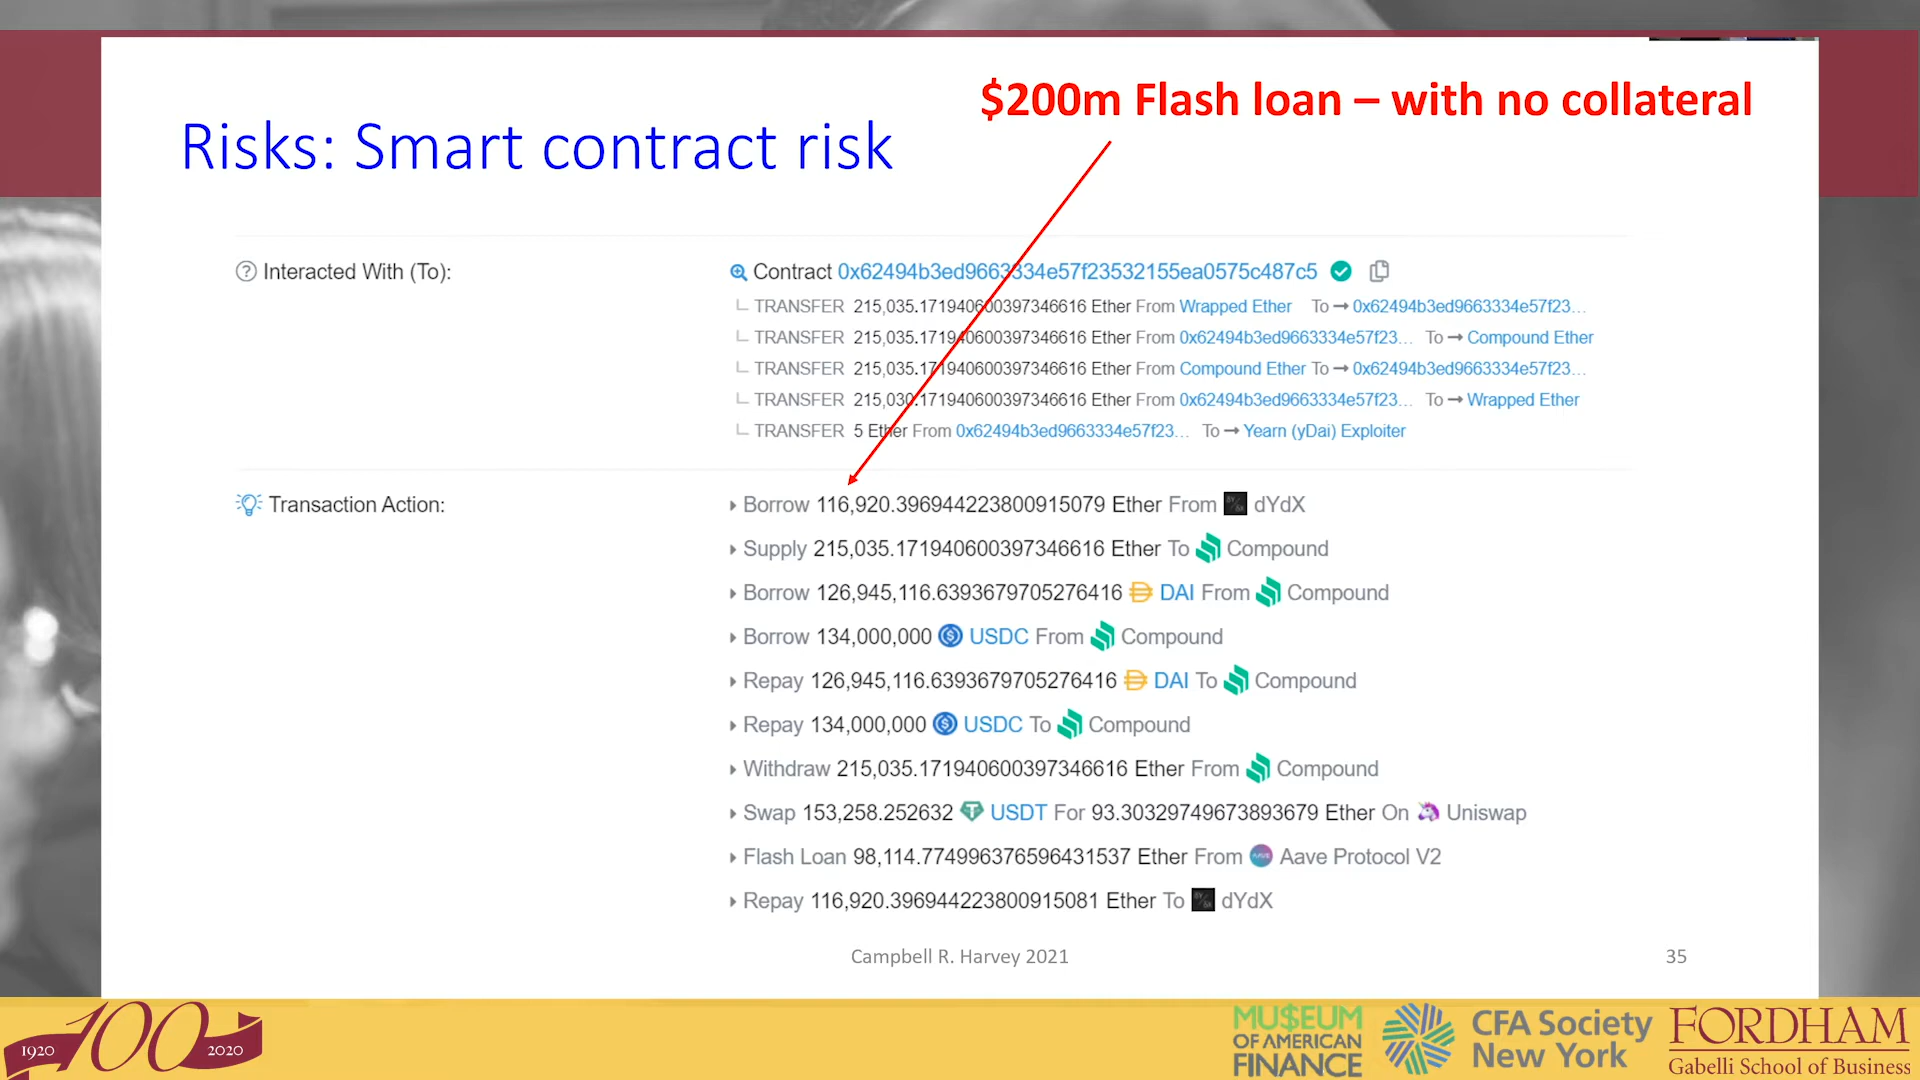 $200m Flash loan – with no collateral
Risks: Smart contract risk
Interacted With (To):
Contract 0x62494b3ed9663334e57f23532155ea0575c487c5
TRANSFER 215,035.171940600397346616 Ether From Wrapped Ether To → 0x62494b3ed9663334e57f23...
TRANSFER 215,035.171940600397346616 Ether From 0x62494b3ed9663334e57f23... To → Compound Ether
TRANSFER 215,035.171940600397346616 Ether From Compound Ether To → 0x62494b3ed9663334e57f23...
TRANSFER 215,030.171940600397346616 Ether From 0x62494b3ed9663334e57f23... To → Wrapped Ether
TRANSFER 5 Ether From 0x62494b3ed9663334e57f23... To → Yearn (yDai) Exploiter
Transaction Action:
Borrow 116,920.396944223800915079 Ether From dYdX
Supply 215,035.171940600397346616 Ether To Compound
Borrow 126,945,116.6393679705276416 DAI From Compound
Borrow 134,000,000 USDC From Compound
Repay 126,945,116.6393679705276416 DAI To Compound
Repay 134,000,000 USDC To Compound
Withdraw 215,035.171940600397346616 Ether From Compound
Swap 153,258.252632 USDT For 93.30329749673893679 Ether On Uniswap
Flash Loan 98,114.774996376596431537 Ether From Aave Protocol V2
Repay 116,920.396944223800915081 Ether To dYdX
Campbell R. Harvey 2021
35
1920 100 2020
MU$EUM
OF AMERICAN
FINANCE
CFA Society
New York
FORDHAM
Gabelli School of Business